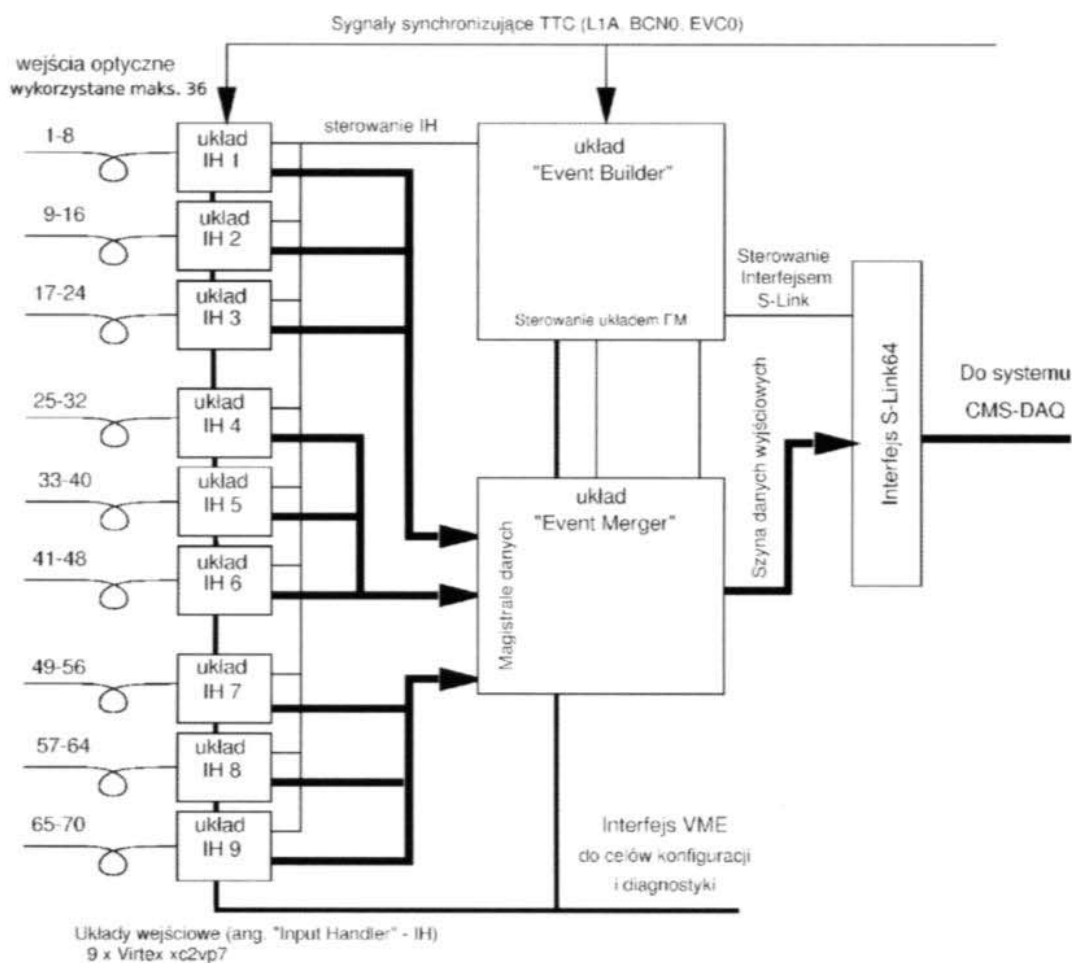 Sygnały synchronizujące TTC (L1A, BCN0, EVC0)
wejścia optyczne
wykorzystane maks. 36
1-8
układ
IH 1
sterowanie IH
układ
"Event Builder"
9-16
układ
IH 2
17-24
układ
IH 3
Sterowanie
Interfejsem
S-Link
Sterowanie układem EM
25-32
układ
IH 4
Interfejs S-Link64
Do systemu
CMS-DAQ
33-40
układ
IH 5
Szyna danych wyjściowych
układ
"Event Merger"
41-48
układ
IH 6
Magistrale danych
49-56
układ
IH 7
57-64
układ
IH 8
65-70
układ
IH 9
Interfejs VME
do celów konfiguracji
i diagnostyki
Układy wejściowe (ang. "Input Handler" - IH)
9 x Virtex xc2vp7